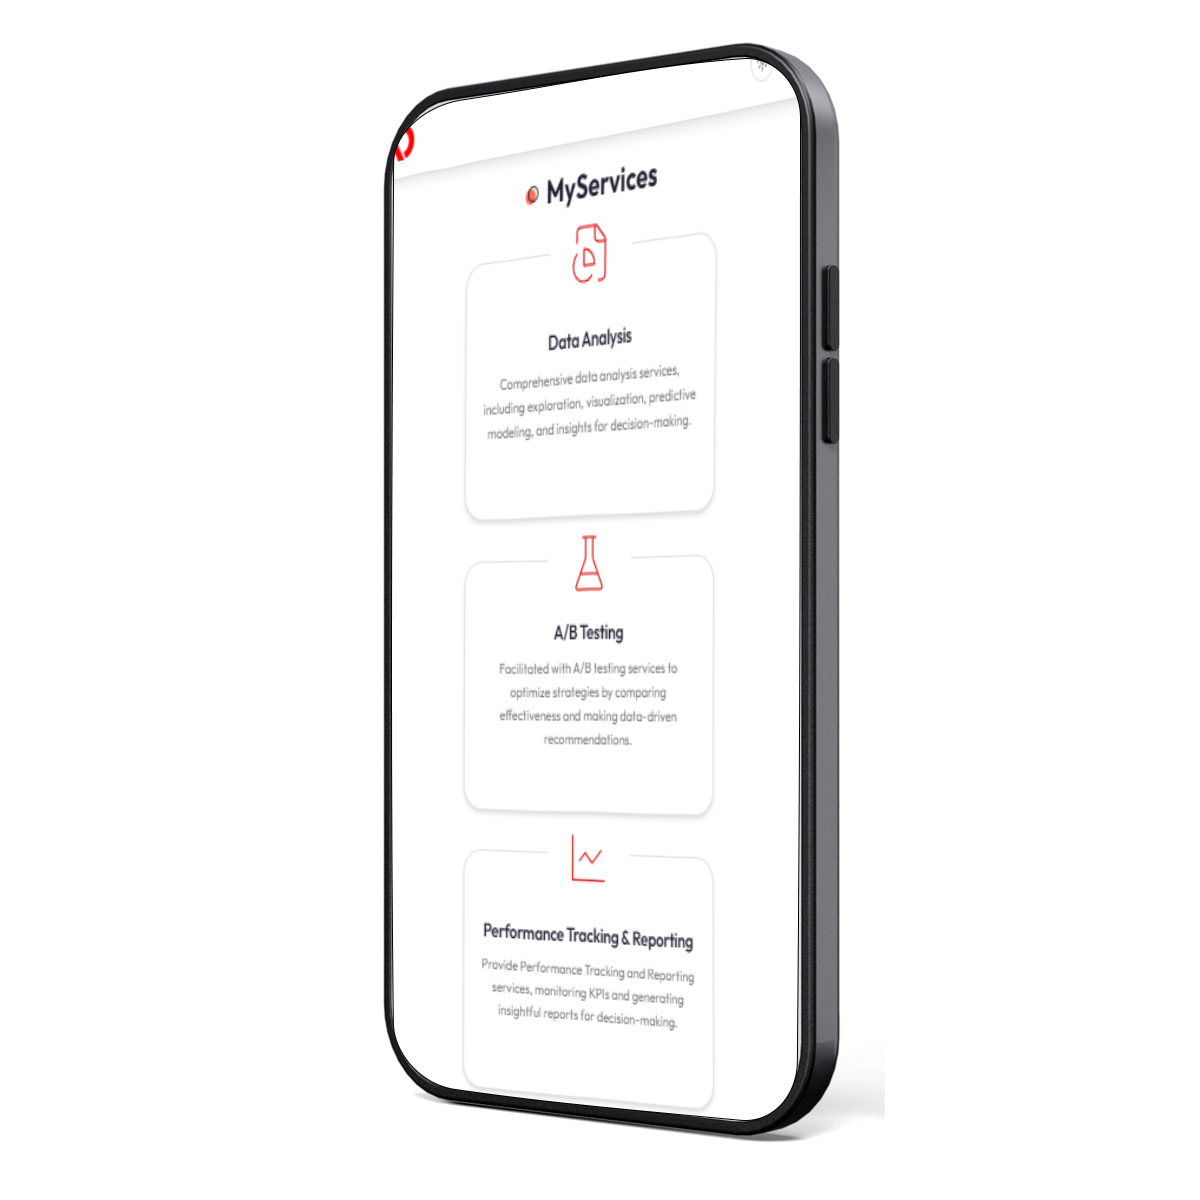 MyServices
Data Analysis
Comprehensive data analysis services,
including exploration, visualization, predictive
modeling, and insights for decision-making.
A/B Testing
Facilitated with A/B testing services to
optimize strategies by comparing
effectiveness and making data-driven
recommendations.
Performance Tracking & Reporting
Provide Performance Tracking and Reporting
services, monitoring KPIs and generating
insightful reports for decision-making.